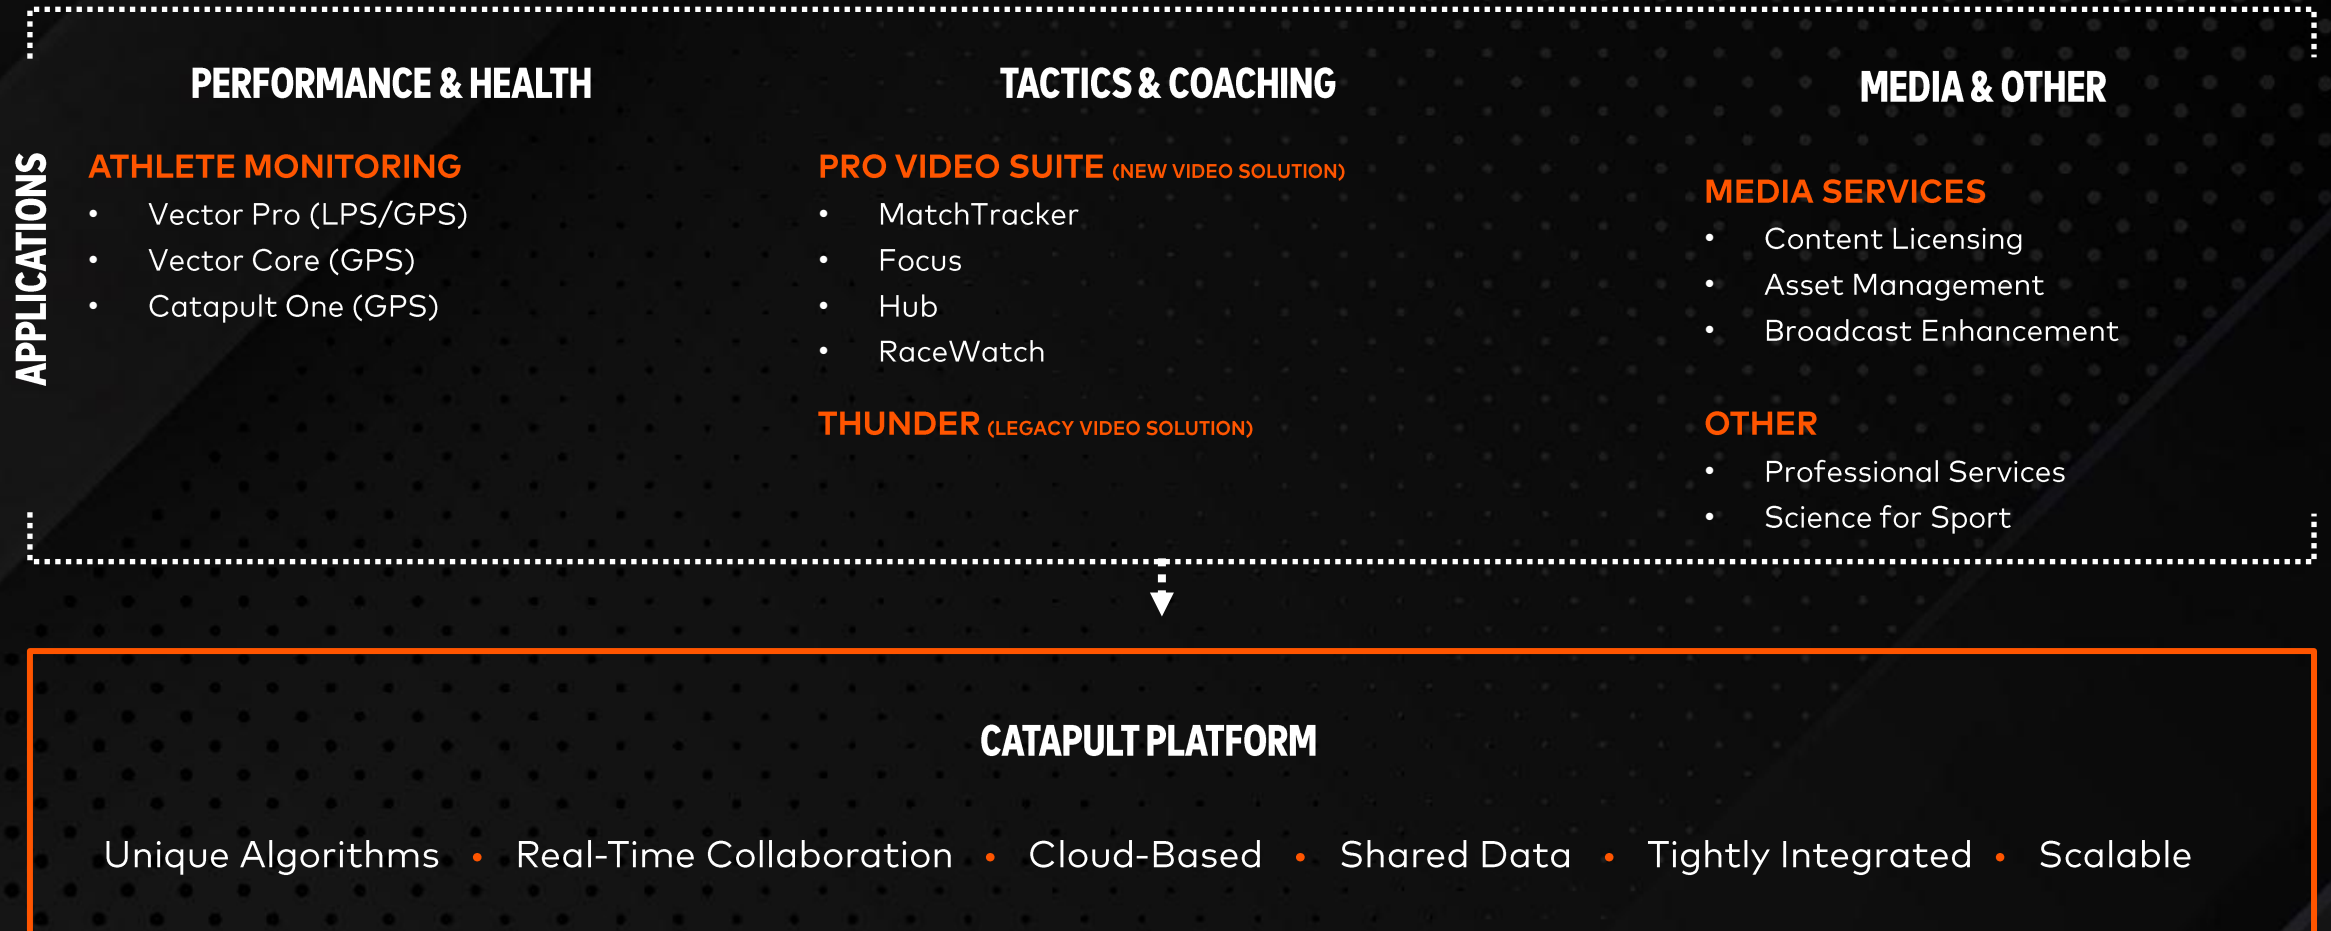 APPLICATIONS
PERFORMANCE & HEALTH
ATHLETE MONITORING
• Vector Pro (LPS/GPS)
• Vector Core (GPS)
• Catapult One (GPS)
TACTICS & COACHING
PRO VIDEO SUITE (NEW VIDEO SOLUTION)
• MatchTracker
• Focus
• Hub
• RaceWatch
THUNDER (LEGACY VIDEO SOLUTION)
MEDIA & OTHER
MEDIA SERVICES
• Content Licensing
• Asset Management
• Broadcast Enhancement
OTHER
• Professional Services
• Science for Sport
CATAPULT PLATFORM
Unique Algorithms • Real-Time Collaboration • Cloud-Based • Shared Data • Tightly Integrated • Scalable